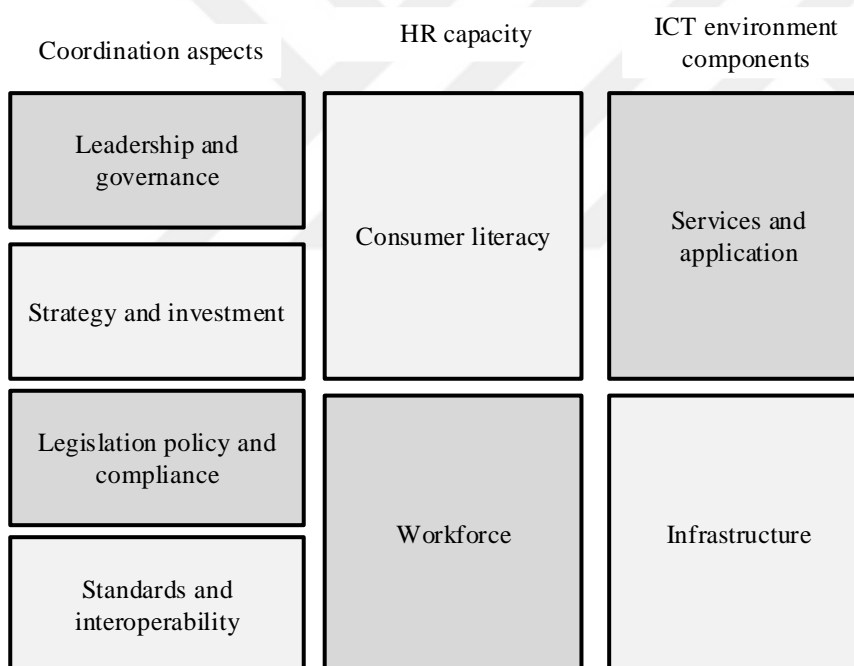 Coordination aspects
HR capacity
ICT environment
components
Leadership and
governance
Strategy and investment
Legislation policy and
compliance
Standards and
interoperability
Consumer literacy
Workforce
Services and
application
Infrastructure